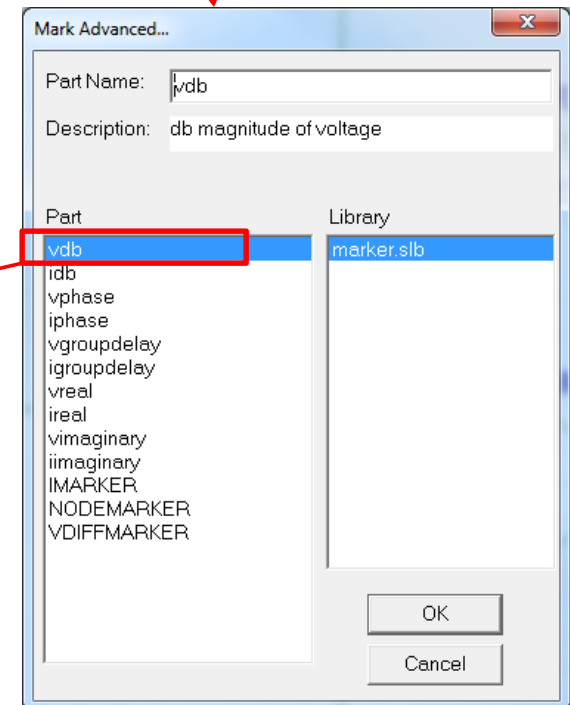 Mark Advanced...
Part Name: vdb
Description: db magnitude of voltage
Part
vdb
idb
vphase
iphase
vgroupdelay
igroupdelay
vreal
ireal
vimaginary
iimaginary
IMARKER
NODEMARKER
VDIFFMARKER
Library
marker.slb
OK
Cancel